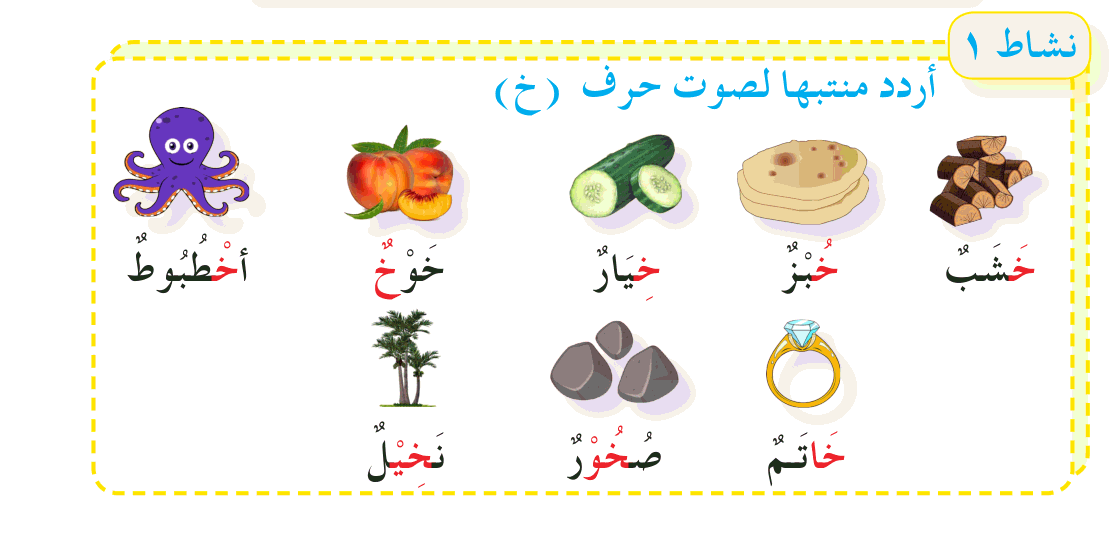 نشاط ١
أردد منتبها لصوت حرف (خ)
خَشَبٌ خُبْزٌ خِيَارٌ خَوْخٌ أخْطُبُوطٌ
خَاتَمٌ صُخُوْرٌ نَخِيْلٌ